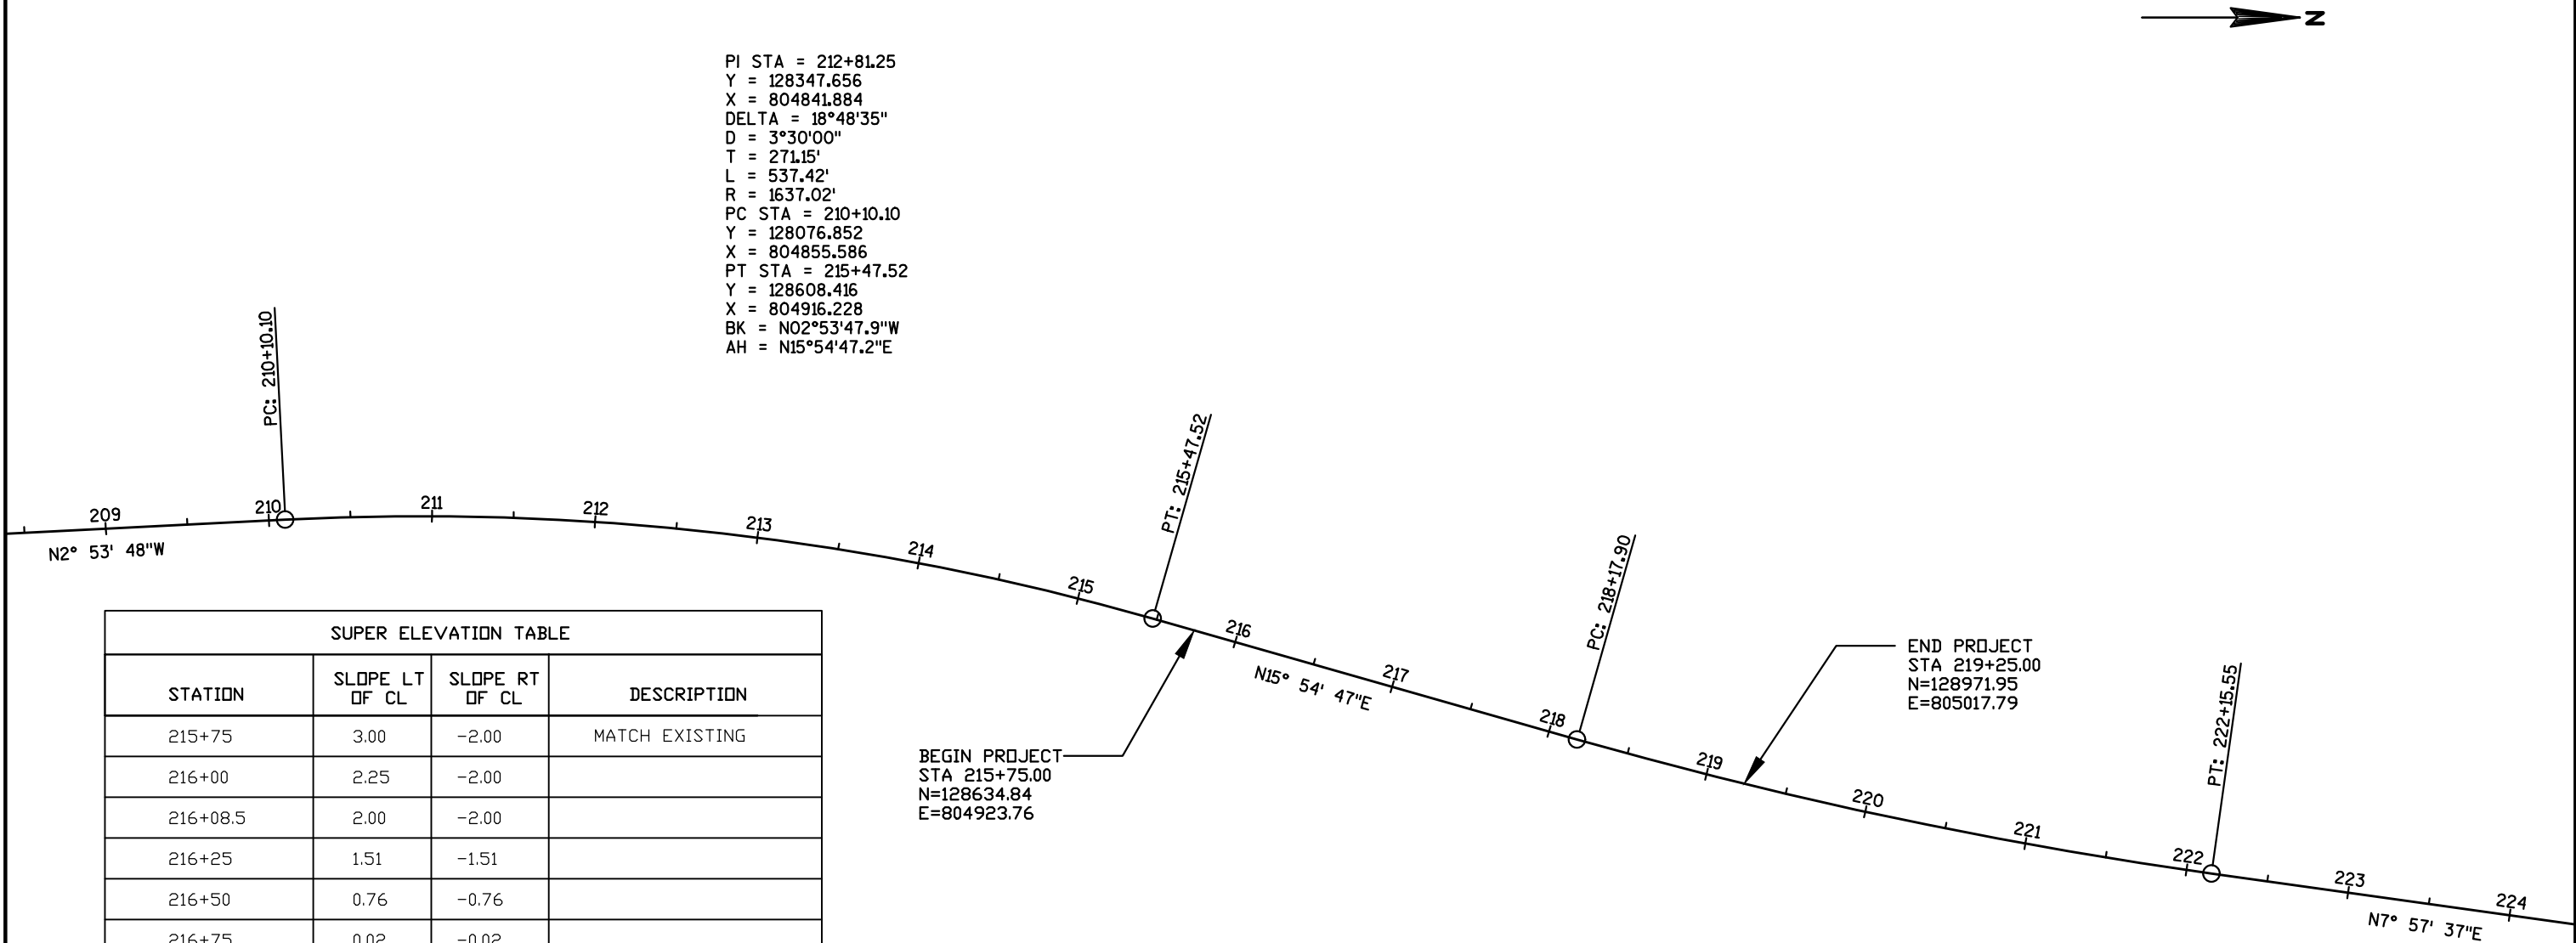 N
PI STA = 212+81.25
Y = 128347.656
X = 804841.884
DELTA = 18°48'35"
D = 3°30'00"
T = 271.15'
L = 537.42'
R = 1637.02'
PC STA = 210+10.10
Y = 128076.852
X = 804855.586
PT STA = 215+47.52
Y = 128608.416
X = 804916.228
BK = N02°53'47.9"W
AH = N15°54'47.2"E
PC: 210+10.10
PT: 215+47.52
PC: 218+17.90
PT: 222+15.55
209
210
211
212
213
214
215
216
217
218
219
220
221
222
223
224
N2° 53' 48"W
N15° 54' 47"E
N7° 57' 37"E
END PROJECT
STA 219+25.00
N=128971.95
E=805017.79
BEGIN PROJECT
STA 215+75.00
N=128634.84
E=804923.76
SUPER ELEVATION TABLE
STATION SLOPE LT OF CL SLOPE RT OF CL DESCRIPTION
215+75 3.00 -2.00 MATCH EXISTING
216+00 2.25 -2.00
216+08.5 2.00 -2.00
216+25 1.51 -1.51
216+50 0.76 -0.76
216+75 0.02 -0.02